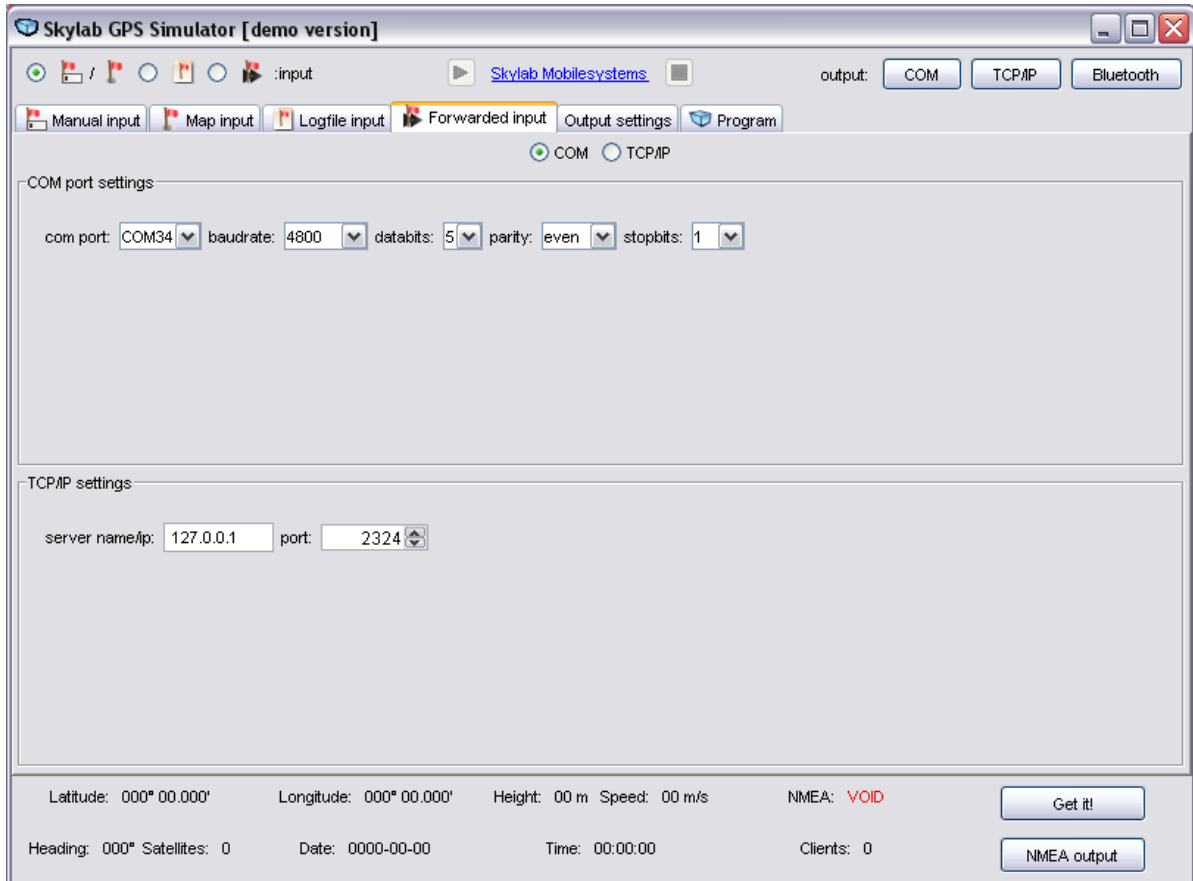 Skylab GPS Simulator [demo version]
/ :input Skylab Mobilesystems output: COM TCP/IP Bluetooth
Manual input Map input Logfile input Forwarded input Output settings Program
COM TCP/IP
COM port settings
com port: COM34 baudrate: 4800 databits: 5 parity: even stopbits: 1
TCP/IP settings
server name/ip: 127.0.0.1 port: 2324
Latitude: 000° 00.000' Longitude: 000° 00.000' Height: 00 m Speed: 00 m/s NMEA: VOID Get it!
Heading: 000° Satellites: 0 Date: 0000-00-00 Time: 00:00:00 Clients: 0 NMEA output